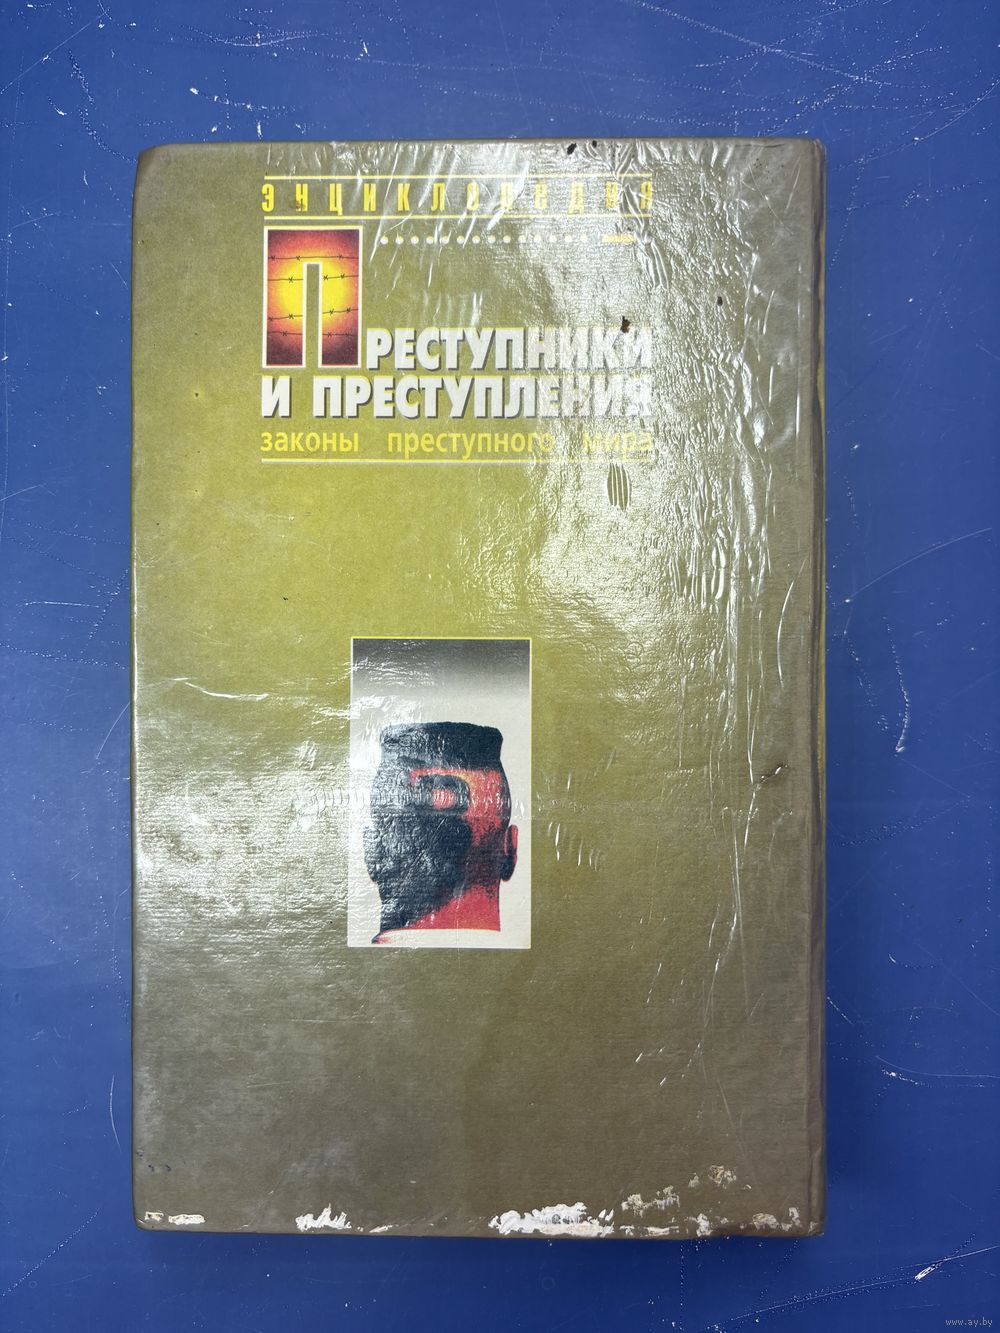 энциклопедия
ПРЕСТУПНИКИ
И ПРЕСТУПЛЕНИЯ
законы преступного мира
www.ay.by